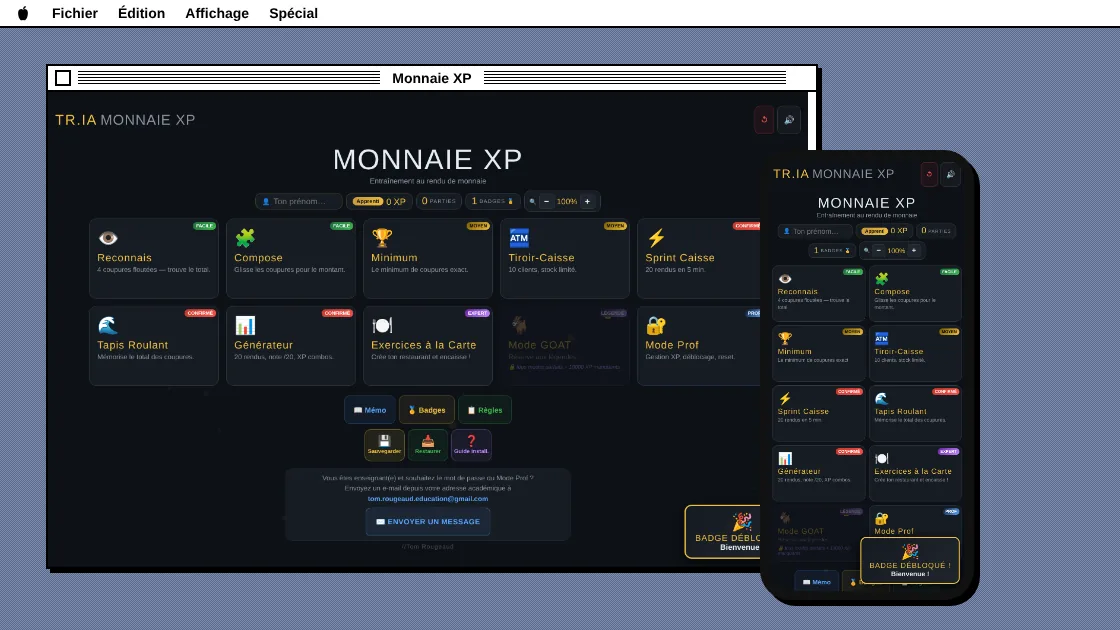 Fichier Édition Affichage Spécial
Monnaie XP
TR.IA MONNAIE XP
MONNAIE XP
Entraînement au rendu de monnaie
Ton prénom... Apprenti 0 XP 0 PARTIES 1 BADGES 100% +
FACILE
Reconnais
4 coupures floutées — trouve le total.
FACILE
Compose
Glisse les coupures pour le montant.
MOYEN
Minimum
Le minimum de coupures exact.
MOYEN
ATM
Tiroir-Caisse
10 clients, stock limité.
Sprint Caisse
20 rendus en 5 min.
CONFIRMÉ
Tapis Roulant
Mémorise le total des coupures.
CONFIRMÉ
Générateur
20 rendus, note /20, XP combos.
EXPERT
Exercices à la Carte
Crée ton restaurant et encaisse !
Mode GOAT
Mode Prof
Gestion XP, déblocage, reset.
Mémo Badges Règles
Sauvegarder Restaurer Guide install.
Vous êtes enseignant(e) et souhaitez le mot de passe du Mode Prof ?
Envoyez un e-mail depuis votre adresse académique à
tom.rougeaud.education@gmail.com
ENVOYER UN MESSAGE
//Tom Rougeaud
BADGE DÉBLO
Bienvenue
TR.IA MONNAIE XP
MONNAIE XP
Entraînement au rendu de monnaie
Ton prénom... Apprenti 0 XP 0 PARTIES
1 BADGES 100% +
FACILE
Reconnais
4 coupures floutées — trouve le
total.
FACILE
Compose
Glisse les coupures pour le
montant.
MOYEN
Minimum
Le minimum de coupures exact.
MOYEN
ATM
Tiroir-Caisse
10 clients, stock limité.
CONFIRMÉ
Sprint Caisse
20 rendus en 5 min.
CONFIRMÉ
Tapis Roulant
Mémorise le total des coupures.
CONFIRMÉ
Générateur
20 rendus, note /20, XP combos.
EXPERT
Exercices à la Carte
Crée ton restaurant et encaisse !
Mode GOAT
PROF
Mode Prof
BADGE DÉBLOQUÉ !
Bienvenue !
Mémo